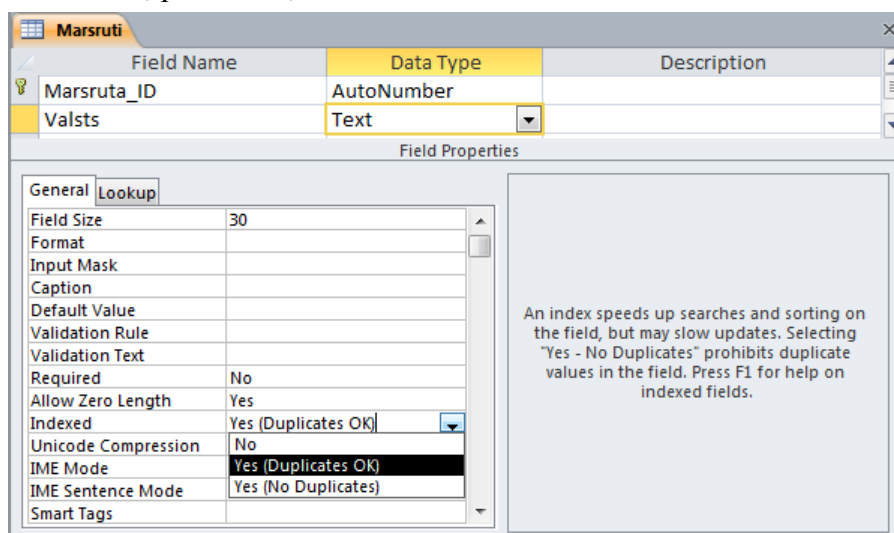 Marsruti
Field Name Data Type Description
Marsruta_ID AutoNumber
Valsts Text
Field Properties
General Lookup
Field Size 30
Format
Input Mask
Caption
Default Value
Validation Rule
Validation Text
Required No
Allow Zero Length Yes
Indexed Yes (Duplicates OK)
Unicode Compression No
IME Mode Yes (Duplicates OK)
IME Sentence Mode Yes (No Duplicates)
Smart Tags
An index speeds up searches and sorting on
the field, but may slow updates. Selecting
"Yes - No Duplicates" prohibits duplicate
values in the field. Press F1 for help on
indexed fields.